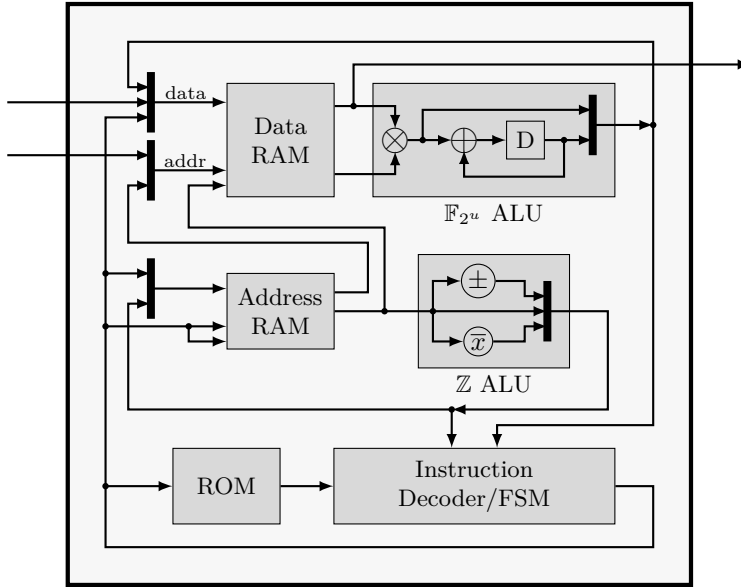 data
Data
RAM
D
addr
𝔽₂ᵘ ALU
Address
RAM
±
x̅
ℤ ALU
ROM
Instruction
Decoder/FSM